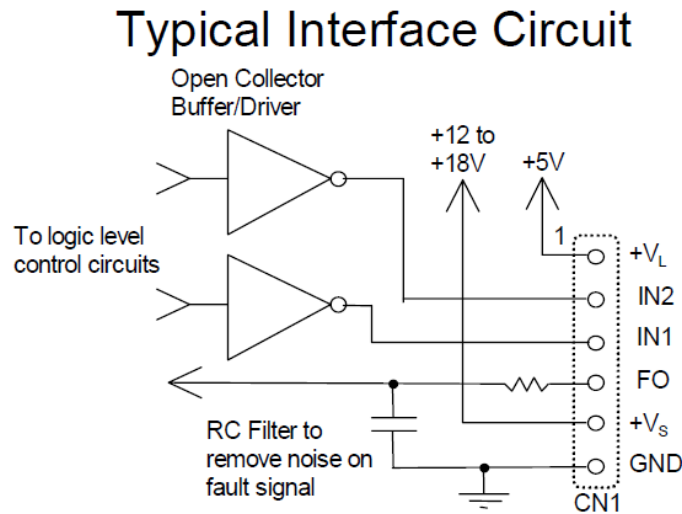 Typical Interface Circuit
Open Collector
Buffer/Driver
+12 to
+18V
+5V
To logic level
control circuits
1
+VL
IN2
IN1
FO
RC Filter to
remove noise on
fault signal
+VS
GND
CN1